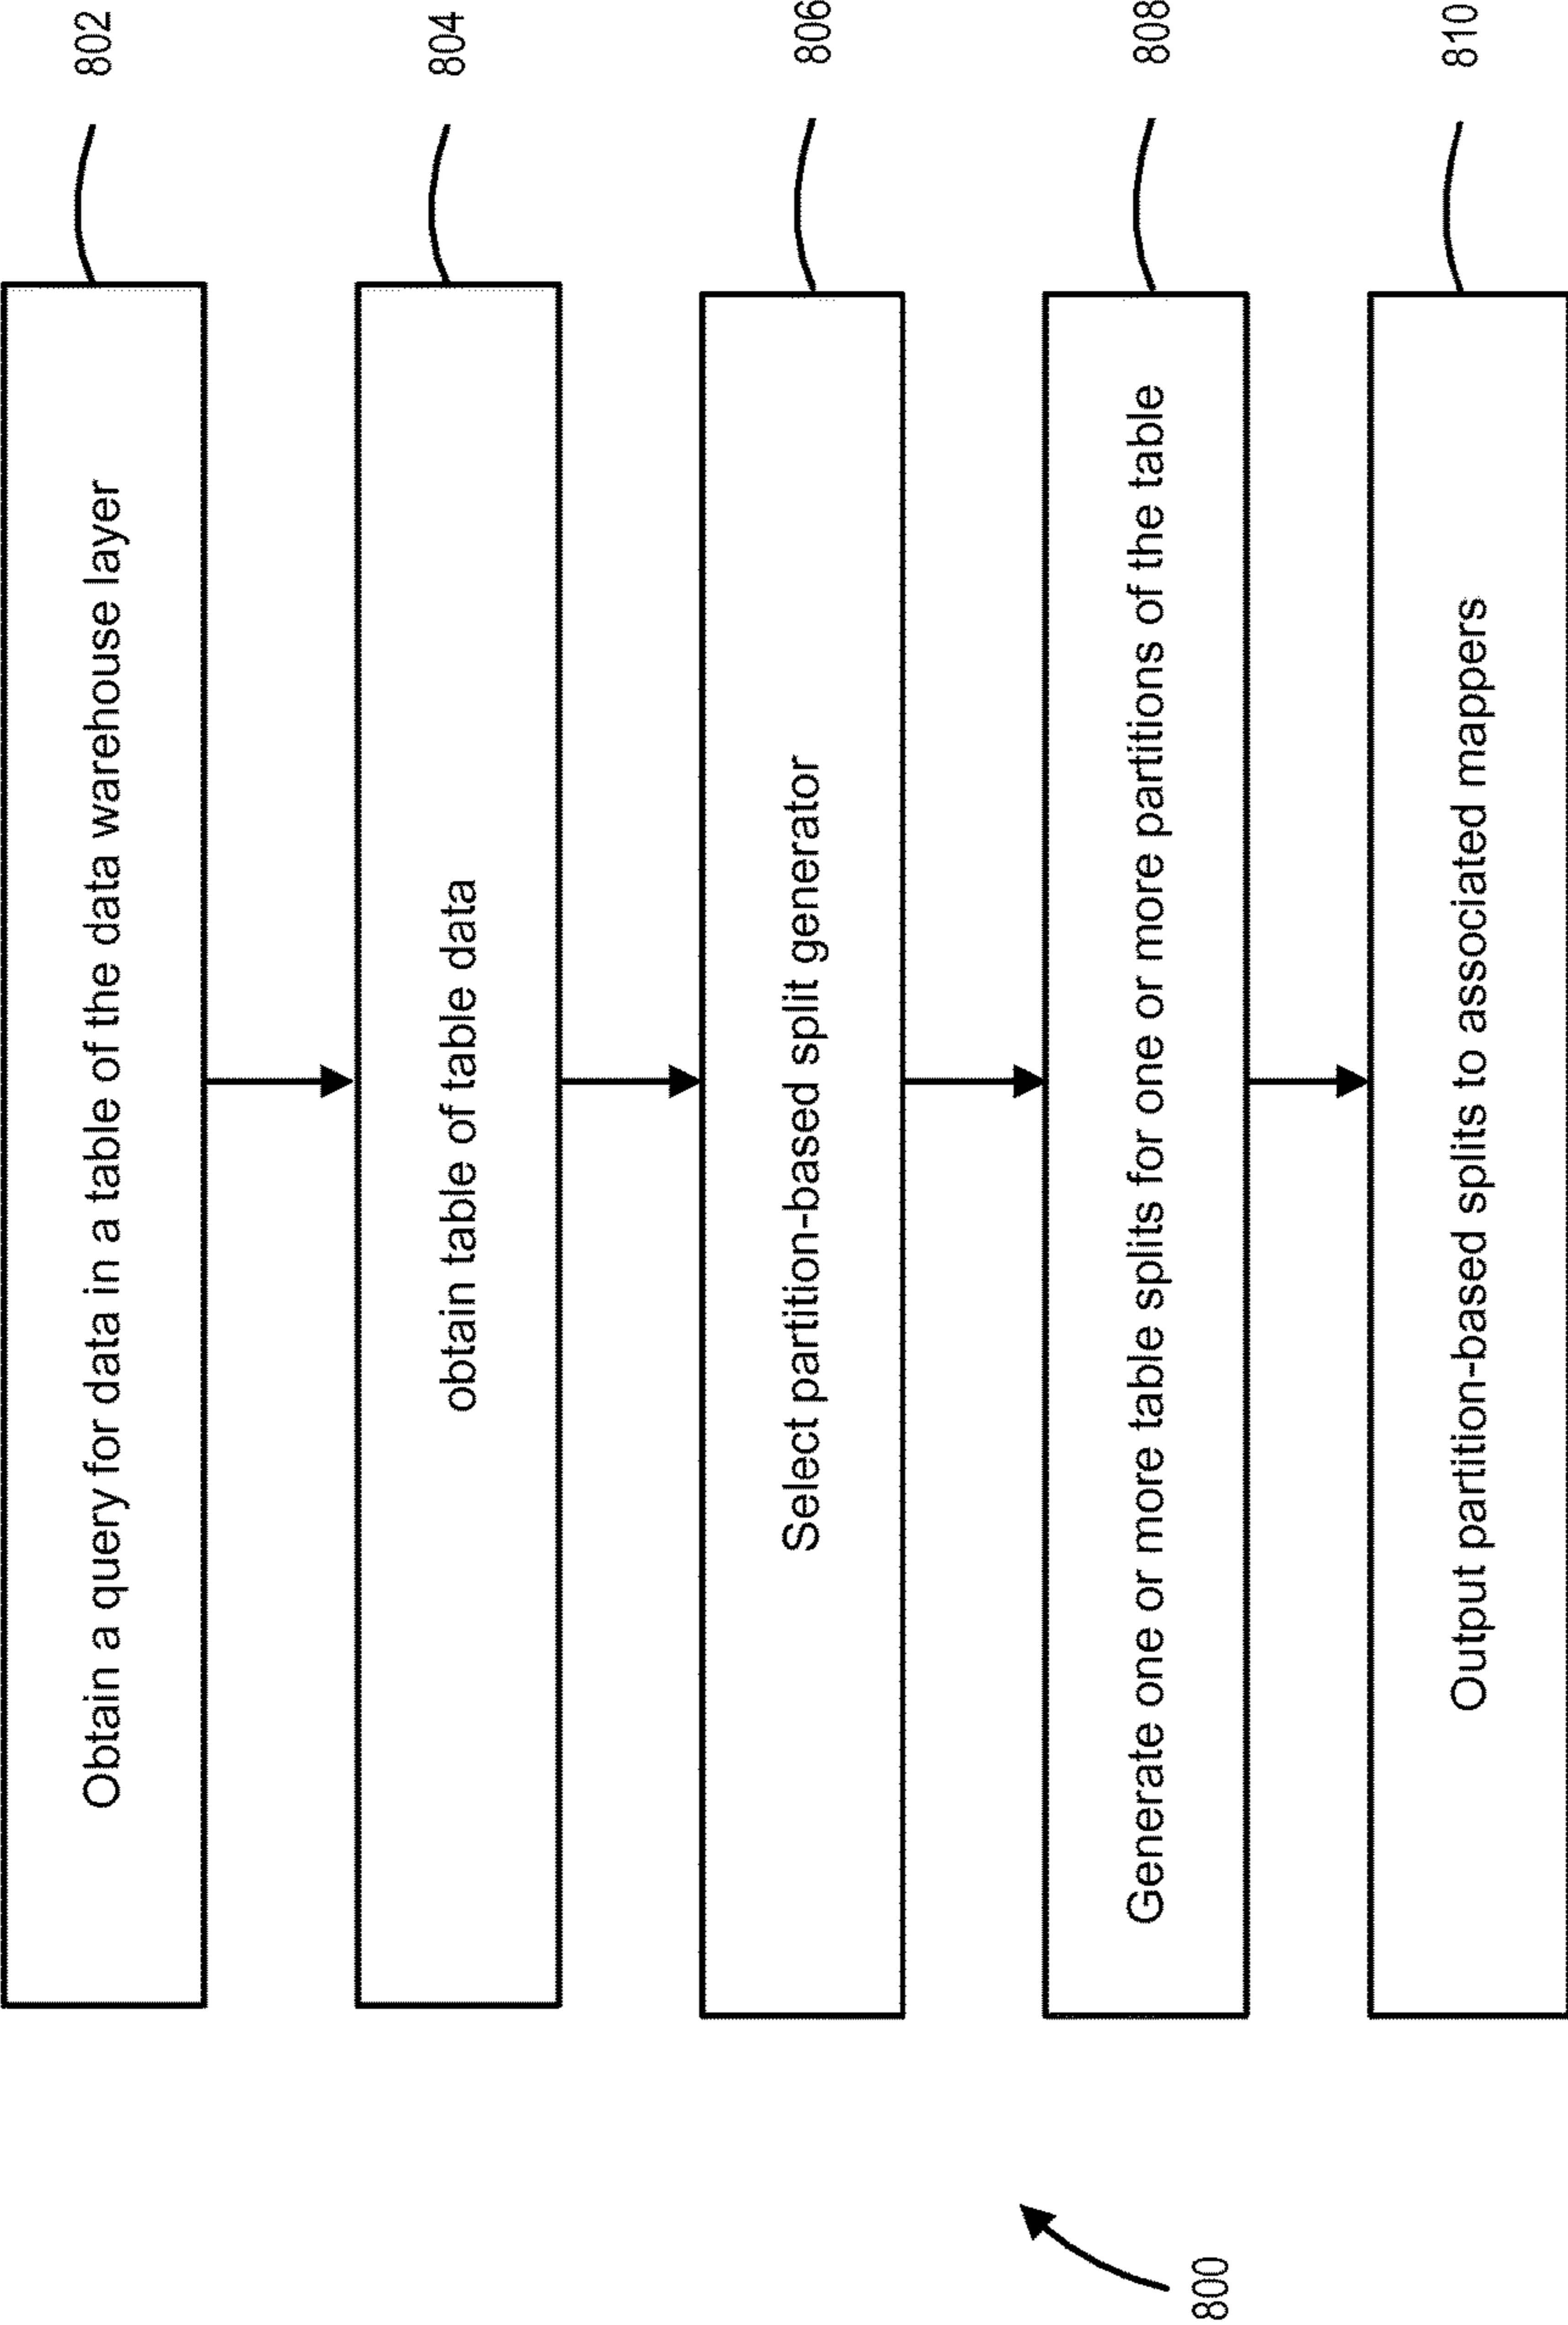 802
Obtain a query for data in a table of the data warehouse layer
804
obtain table of table data
806
Select partition-based split generator
808
Generate one or more table splits for one or more partitions of the table
810
Output partition-based splits to associated mappers
800